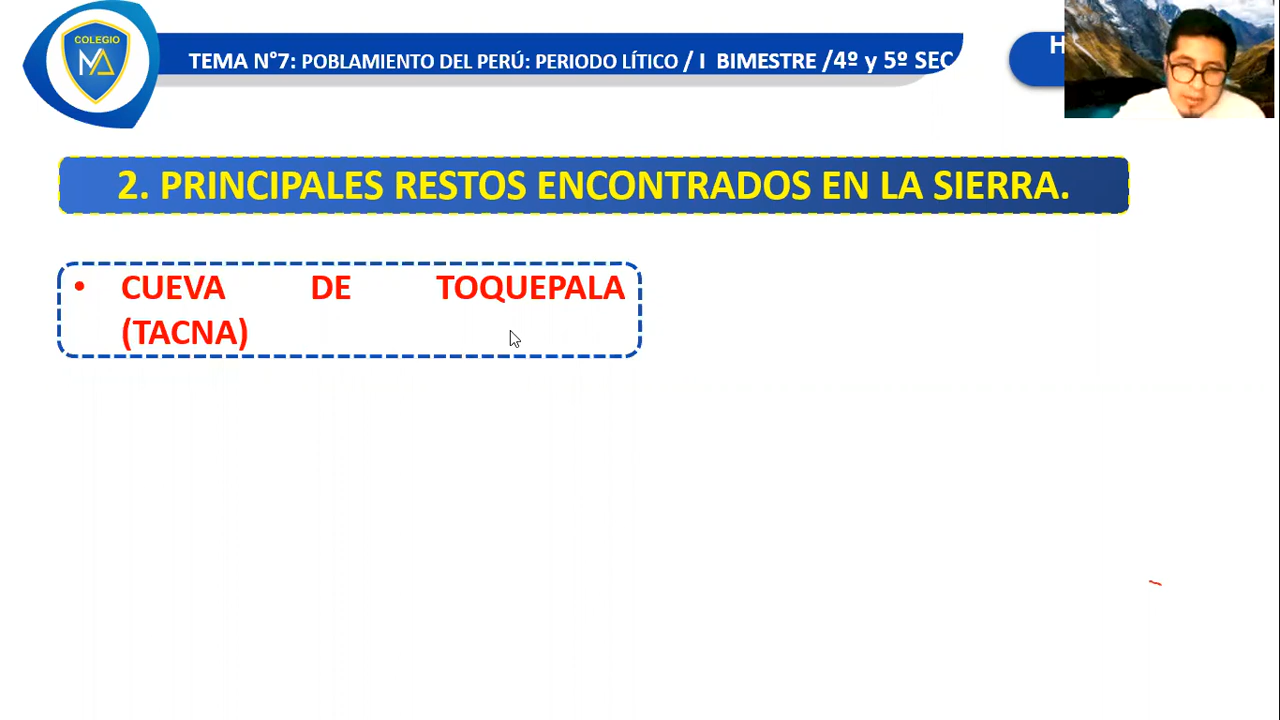 COLEGIO
MA
TEMA N°7: POBLAMIENTO DEL PERÚ: PERIODO LÍTICO / I BIMESTRE /4º y 5º SEC
H
2. PRINCIPALES RESTOS ENCONTRADOS EN LA SIERRA.
• CUEVA DE TOQUEPALA
(TACNA)